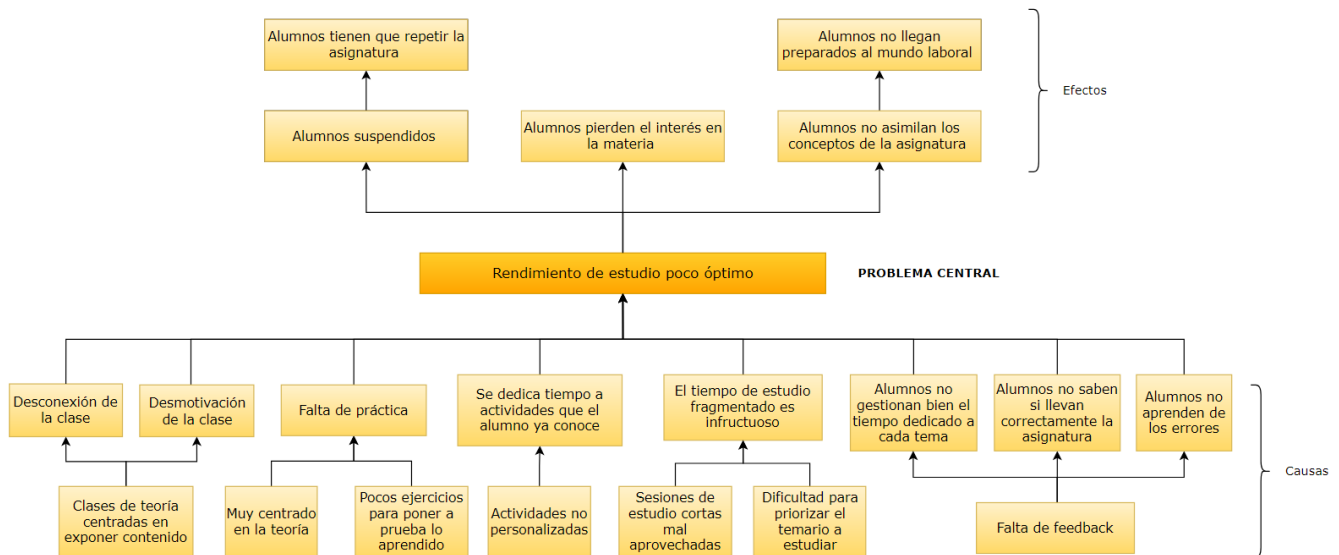 Alumnos tienen que repetir la
asignatura
Alumnos no llegan
preparados al mundo laboral
Efectos
Alumnos suspendidos
Alumnos pierden el interés en
la materia
Alumnos no asimilan los
conceptos de la asignatura
Rendimiento de estudio poco óptimo
PROBLEMA CENTRAL
Desconexión de
la clase
Desmotivación
de la clase
Falta de práctica
Se dedica tiempo a
actividades que el
alumno ya conoce
El tiempo de estudio
fragmentado es
infructuoso
Alumnos no
gestionan bien el
tiempo dedicado a
cada tema
Alumnos no saben
si llevan
correctamente la
asignatura
Alumnos no
aprenden de
los errores
Causas
Clases de teoría
centradas en
exponer contenido
Muy centrado
en la teoría
Pocos ejercicios
para poner a
prueba lo
aprendido
Actividades no
personalizadas
Sesiones de
estudio cortas
mal
aprovechadas
Dificultad para
priorizar el
temario a
estudiar
Falta de feedback